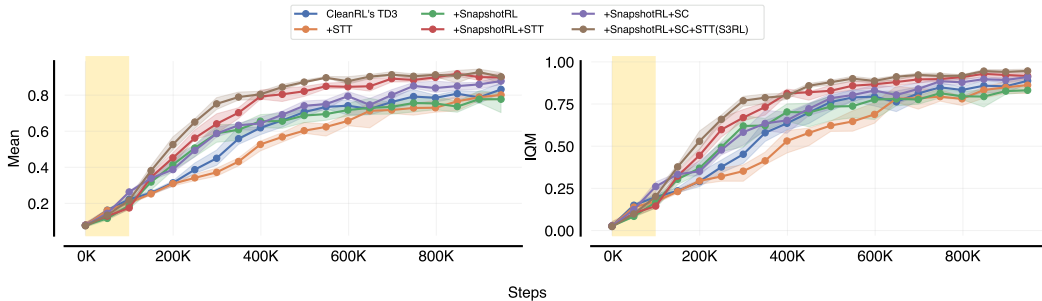 CleanRL's TD3 +SnapshotRL +SnapshotRL+SC
+STT +SnapshotRL+STT +SnapshotRL+SC+STT(S3RL)
Mean
0.8
0.6
0.4
0.2
0K 200K 400K 600K 800K
IQM
1.00
0.75
0.50
0.25
0.00
0K 200K 400K 600K 800K
Steps